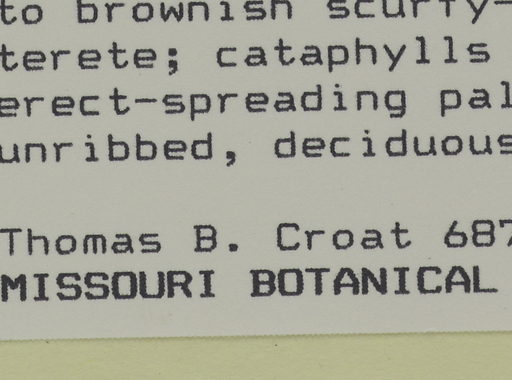 to brownish scurfy-
terete; cataphylls
erect-spreading pal
unribbed, deciduous
Thomas B. Croat 687
MISSOURI BOTANICAL